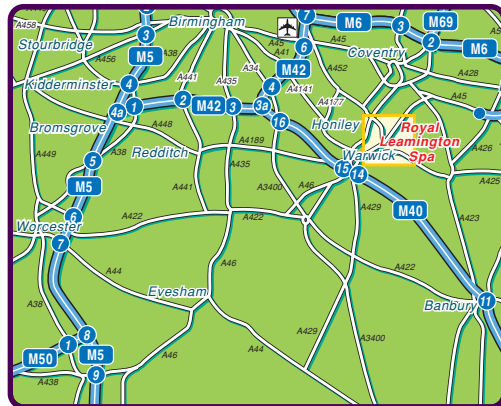 A458
Birmingham
7
M6
3
M69
Stourbridge
3
A38
A45
A45
2
A456
M5
A41
6
Coventry
M6
Kidderminster
4
A441
A435
A34
M42
A452
A428
4
A4141
A45
4a
1
2
M42
3
3a
A4177
Bromsgrove
A448
16
Honiley
Royal
Leamington
Spa
A449
A38
Redditch
A4189
Warwick
A426
5
A435
15
14
A425
M5
A441
A3400
A46
A429
M40
A423
6
A422
A422
Worcester
7
A44
A46
A422
Evesham
A38
Banbury
11
8
A429
A3400
1
M50
M5
A46
A44
A438
9